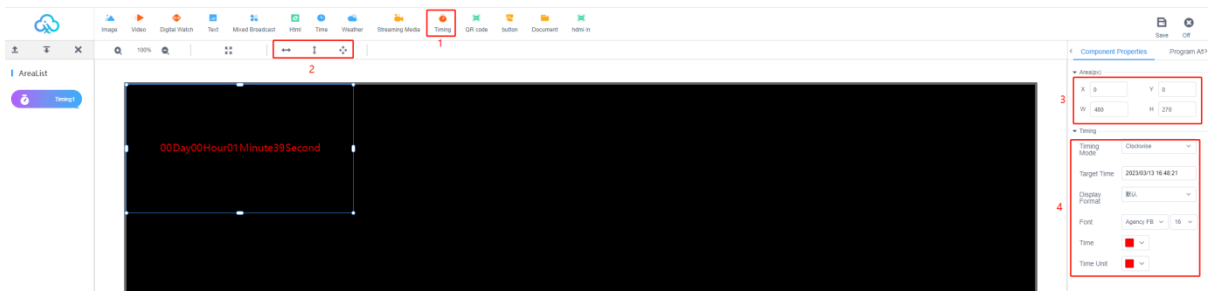 Image Video Digital Watch Text Mixed Broadcast Html Time Weather Streaming Media Timing QR code button Document hdmi in
Save Off
1
100%
2
Component Properties Program
AreaList
Timing1
Area(px)
3
X 0 Y 0
W 480 H 270
Timing
00Day00Hour01Minute39Second
Timing Mode Clockwise
Target Time 2023/03/13 16:48:21
4
Display Format 默认
Font Agency FB 16
Time
Time Unit